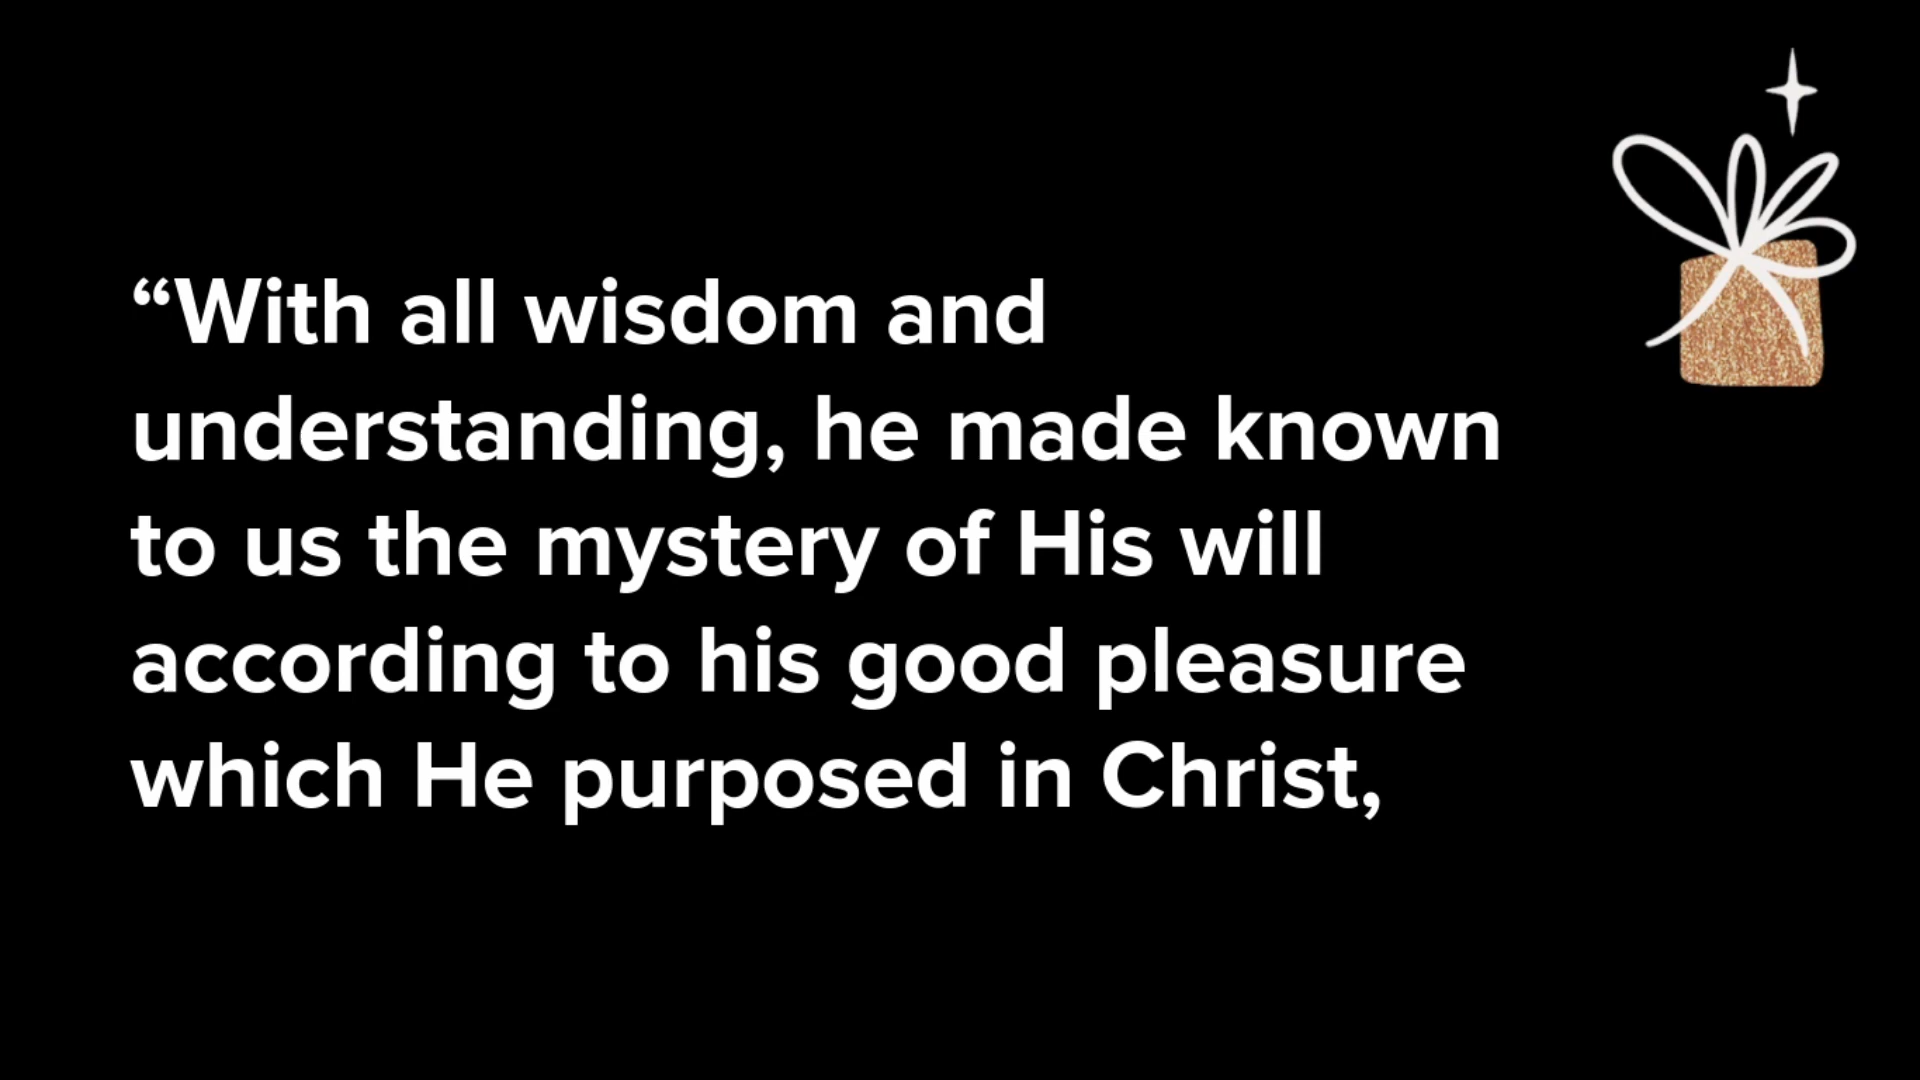 “With all wisdom and
understanding, he made known
to us the mystery of His will
according to his good pleasure
which He purposed in Christ,